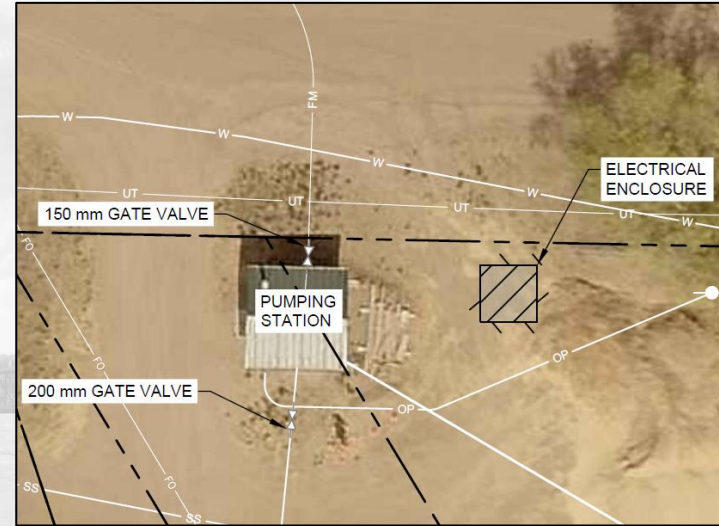 FM
W
W
W
W
UT
UT
UT
UT
ELECTRICAL
ENCLOSURE
150 mm GATE VALVE
FO
PUMPING
STATION
FO
OP
200 mm GATE VALVE
OP
FO
SS
SS